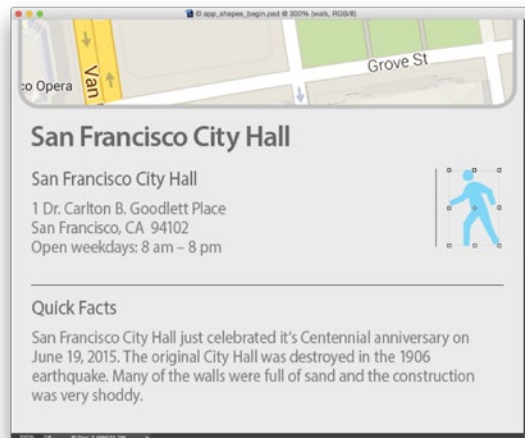 © app_shapes_begin.psd @ 300% (walk, RGB/8)
Grove St
co Opera
Van
San Francisco City Hall
San Francisco City Hall
1 Dr. Carlton B. Goodlett Place
San Francisco, CA 94102
Open weekdays: 8 am – 8 pm
Quick Facts
San Francisco City Hall just celebrated it's Centennial anniversary on
June 19, 2015. The original City Hall was destroyed in the 1906
earthquake. Many of the walls were full of sand and the construction
was very shoddy.